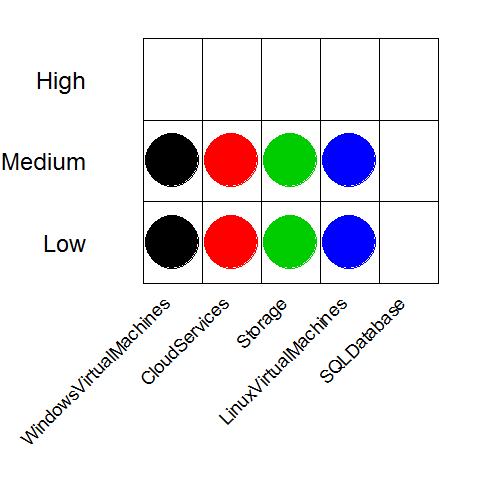 High
Medium
Low
WindowsVirtualMachines
CloudServices
Storage
LinuxVirtualMachines
SQLDatabase